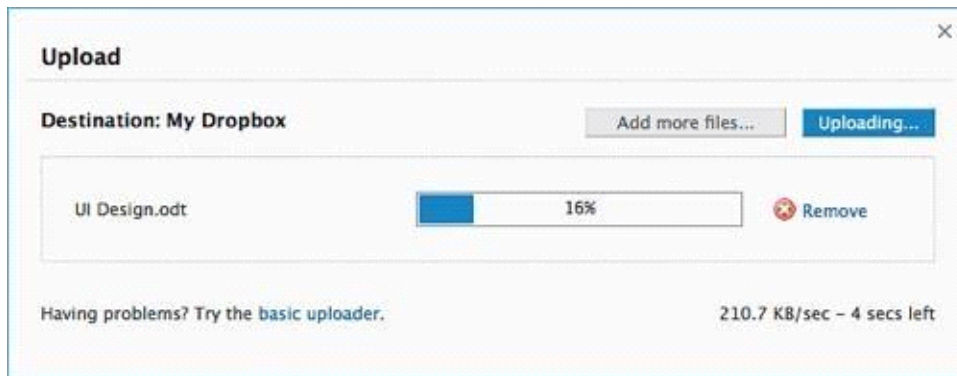 Upload
Destination: My Dropbox
Add more files...
Uploading...
UI Design.odt
16%
Remove
Having problems? Try the basic uploader.
210.7 KB/sec – 4 secs left